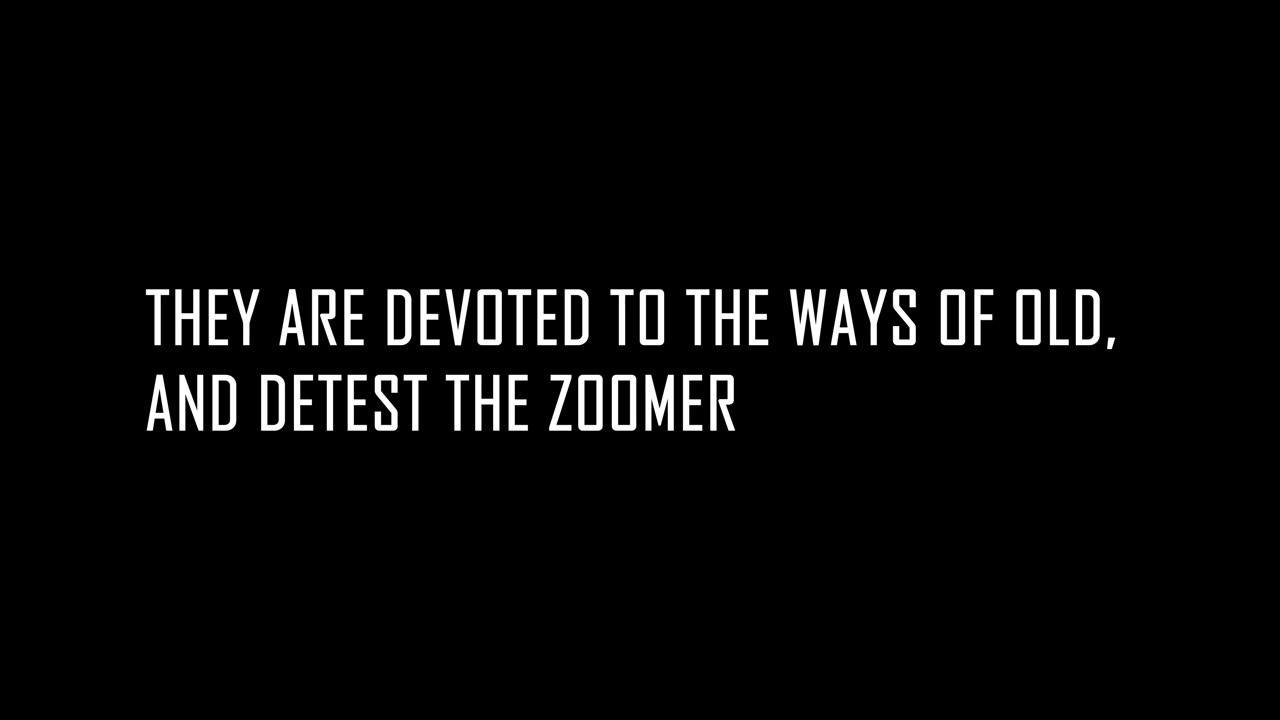 THEY ARE DEVOTED TO THE WAYS OF OLD,
AND DETEST THE ZOOMER